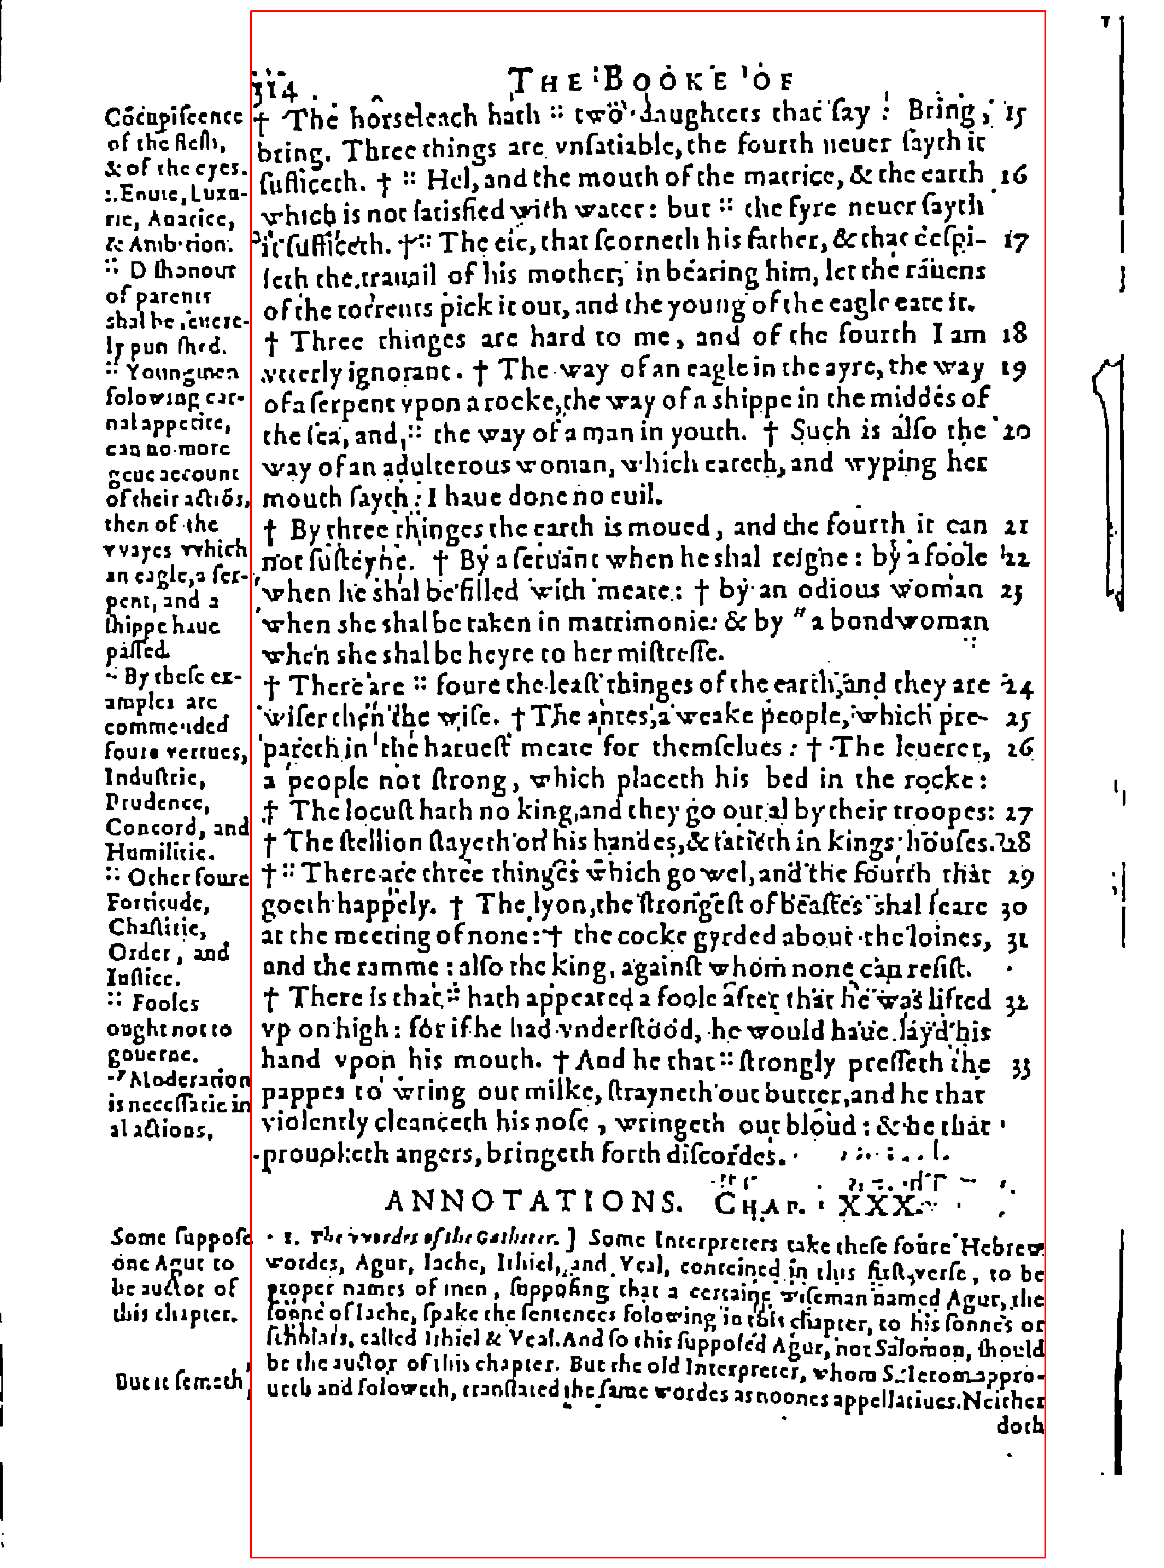 314
THE BOOKE OF
Cōcupiscence
of the flesh,
& of the eyes.
:. Enuie, Luxu-
rie, Auarice,
& Ambition.
:: Dishonour
of parents
shal be seuere-
ly punished.
:: Yongmen
folowing car-
nal appetite,
can no more
geue account
of their actiōs,
then of the
vvayes vvhich
an eagle, a ser-
pent, and a
shippe haue
passed.
:: By these ex-
amples are
commended
foure vertues,
Industrie,
Prudence,
Concord, and
Humilitie.
:: Other foure
Fortitude,
Chastitie,
Order, and
Iustice.
:: Fooles
ought not to
gouerne.
:: Moderation
is necessarie in
al actions,
† The horseleach hath :: two daughters that say: Bring, 15
bring. Three things are vnsatiable, the fourth neuer sayth it
sufficeth. † :: Hel, and the mouth of the matrice, & the earth 16
which is not satisfied with water: but :: the fyre neuer sayth
it sufficeth. † :: The eie, that scorneth his father, & that despi- 17
seth the trauail of his mother, in bearing him, let the rauens
of the torrents pick it out, and the young of the eagle eate it.
† Three thinges are hard to me, and of the fourth I am 18
vtterly ignorant. † The way of an eagle in the ayre, the way 19
of a serpent vpon a rocke, the way of a shippe in the middes of
the sea, and, :: the way of a man in youth. † Such is also the 20
way of an adulterous woman, which eateth, and wyping her
mouth sayth: I haue done no euil.
† By three thinges the earth is moued, and the fourth it can 21
not susteyne. † By a seruant when he shal reigne: by a foole 22
when he shal be filled with meate: † by an odious woman 23
when she shal be taken in matrimonie: & by " a bondwoman
when she shal be heyre to her mistresse.
† There are :: foure the least thinges of the earth, and they are 24
wiser then the wise. † The antes, a weake people, which pre- 25
pareth in the haruest meate for themselues: † The leueret, 26
a people not strong, which placeth his bed in the rocke:
† The locust hath no king, and they go out al by their troopes: 27
† The stellion stayeth on his handes, & tarieth in kings houses. 28
† :: There are three thinges which go wel, and the fourth that 29
goeth happely. † The lyon, the strongest of beastes shal feare 30
at the meeting of none: † the cocke gyrded about the loines, 31
and the ramme: also the king, against whom none can resist.
† There is that :: hath appeared a foole after that he was lifted 32
vp on high: for if he had vnderstood, he would haue layd his
hand vpon his mouth. † And he that :: strongly presseth the 33
pappes to wring out milke, strayneth out butter, and he that
violently cleanceth his nose, wringeth out bloud: & he that
prouoketh angers, bringeth forth discordes.
ANNOTATIONS. CHAP. XXX.
Some suppose
one Agur to
be auctor of
this chapter.
But it semeth,
1. The vvordes of the Gatherer. ] Some Interpreters take these foure Hebrew
wordes, Agur, Iache, Ithiel, and Vcal, conteined in this first verse, to be
proper names of men, supposing that a certaine wiseman named Agur, the
sonne of Iache, spake the sentences folowing in this chapter, to his sonnes or
scholars, called Ithiel & Vcal. And so this supposed Agur, not Salomon, should
be the auctor of this chapter. But the old Interpreter, whom S. Ierom appro-
ueth and foloweth, translated the same wordes as noones appellatiues. Neither
doth